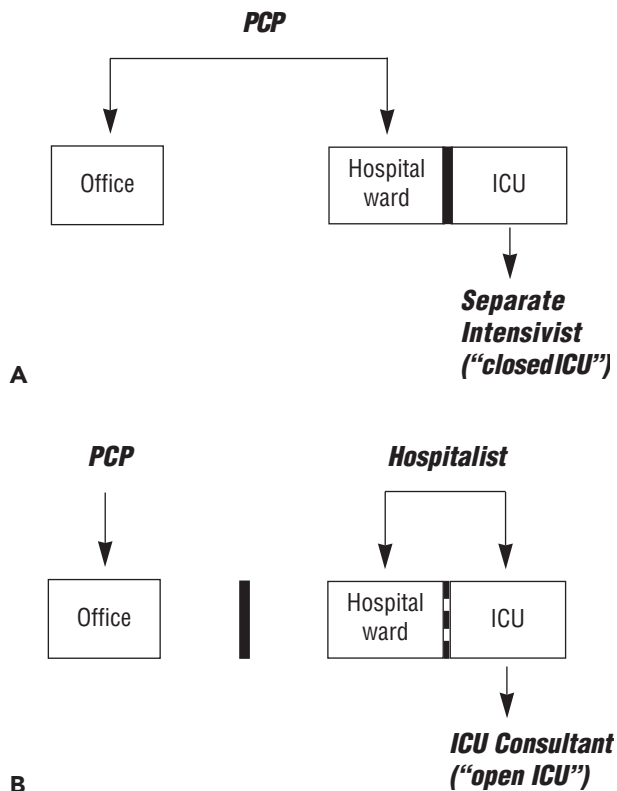 PCP
Office
Hospital
ward
ICU
Separate
Intensivist
(“closedICU”)
A
PCP
Hospitalist
Office
Hospital
ward
ICU
ICU Consultant
(“open ICU”)
B